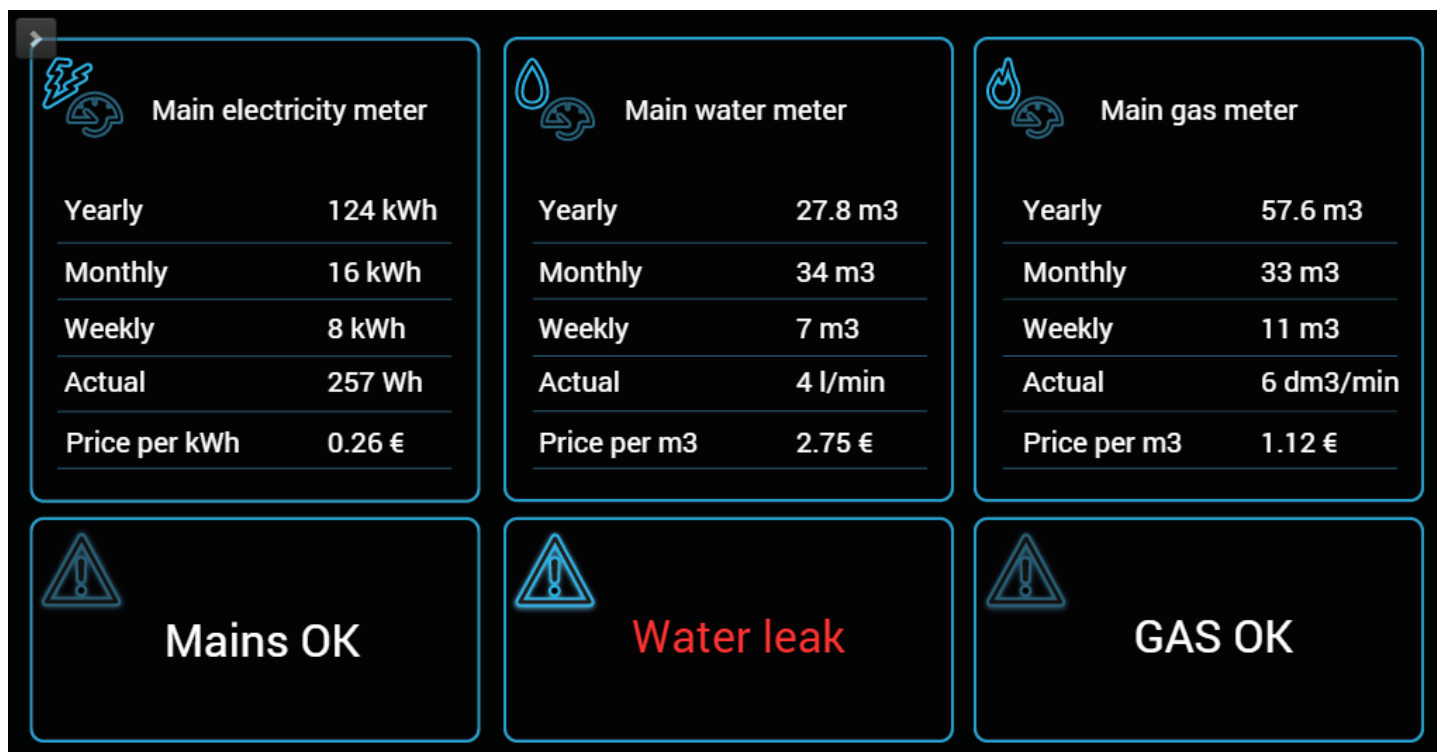 Main electricity meter
Yearly 124 kWh
Monthly 16 kWh
Weekly 8 kWh
Actual 257 Wh
Price per kWh 0.26 €
Main water meter
Yearly 27.8 m3
Monthly 34 m3
Weekly 7 m3
Actual 4 l/min
Price per m3 2.75 €
Main gas meter
Yearly 57.6 m3
Monthly 33 m3
Weekly 11 m3
Actual 6 dm3/min
Price per m3 1.12 €
Mains OK
Water leak
GAS OK